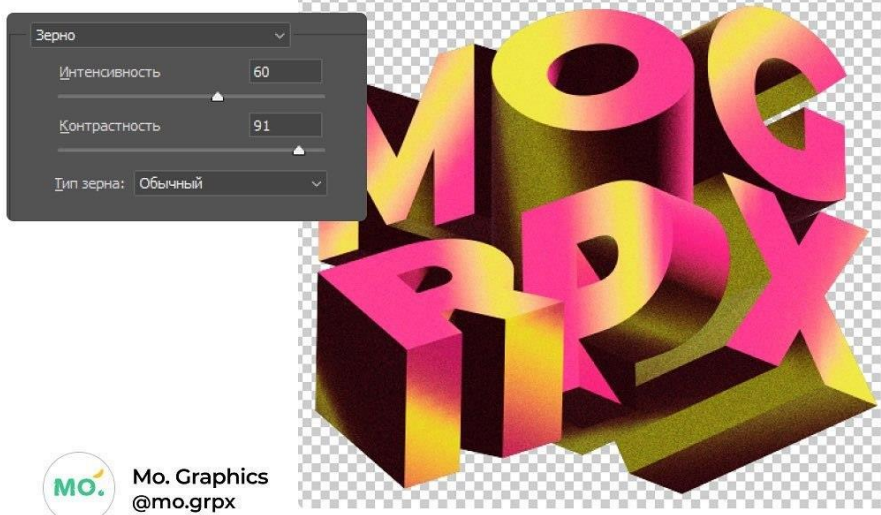 Зерно
Интенсивность 60
Контрастность 91
Тип зерна: Обычный
MOG
RPX
MO.
Mo. Graphics
@mo.grpx